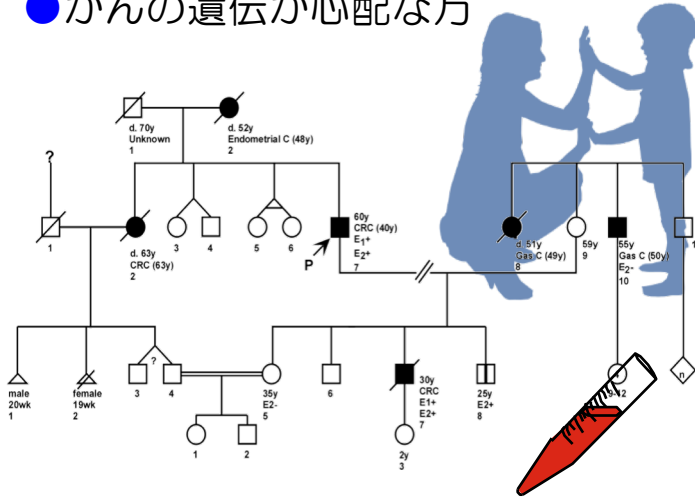 ●がんの遺伝が心配な方
d. 70y
Unknown
1
d. 52y
Endometrial C (48y)
2
?
1
d. 63y
CRC (63y)
2
3
4
5
6
P
60y
CRC (40y)
E1+
E2+
7
d. 51y
Gas C (49y)
8
59y
9
55y
Gas C (50y)
E2-
10
1
male
20wk
1
female
19wk
2
?
3
4
35y
E2-
5
6
30y
CRC
E1+
E2+
7
25y
E2+
8
n
1
2
2y
3